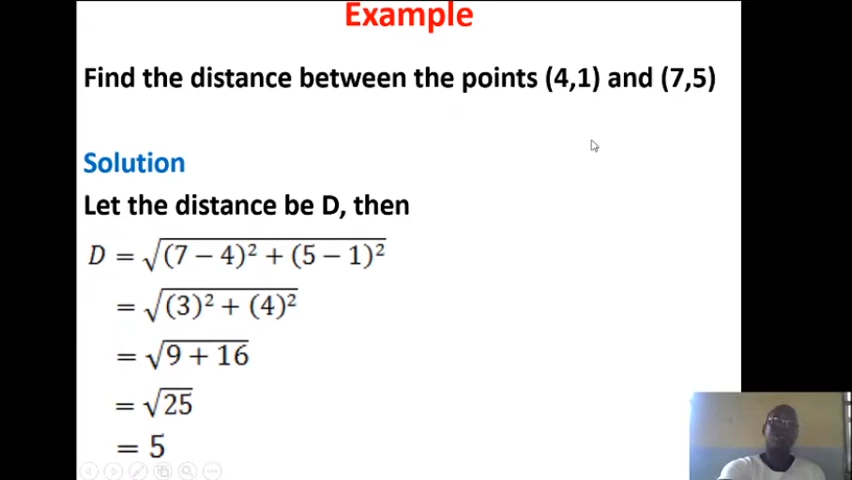 Example
Find the distance between the points (4,1) and (7,5)
Solution
Let the distance be D, then
D = √(7 − 4)² + (5 − 1)²
= √(3)² + (4)²
= √9 + 16
= √25
= 5